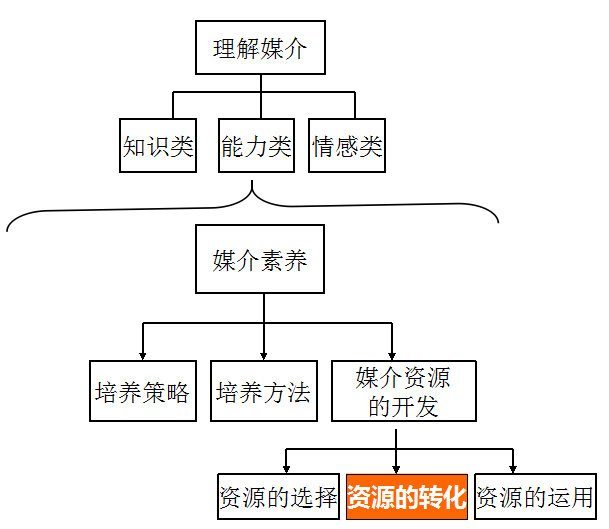 理解媒介
知识类
能力类
情感类
媒介素养
培养策略
培养方法
媒介资源
的开发
资源的选择
资源的转化
资源的运用